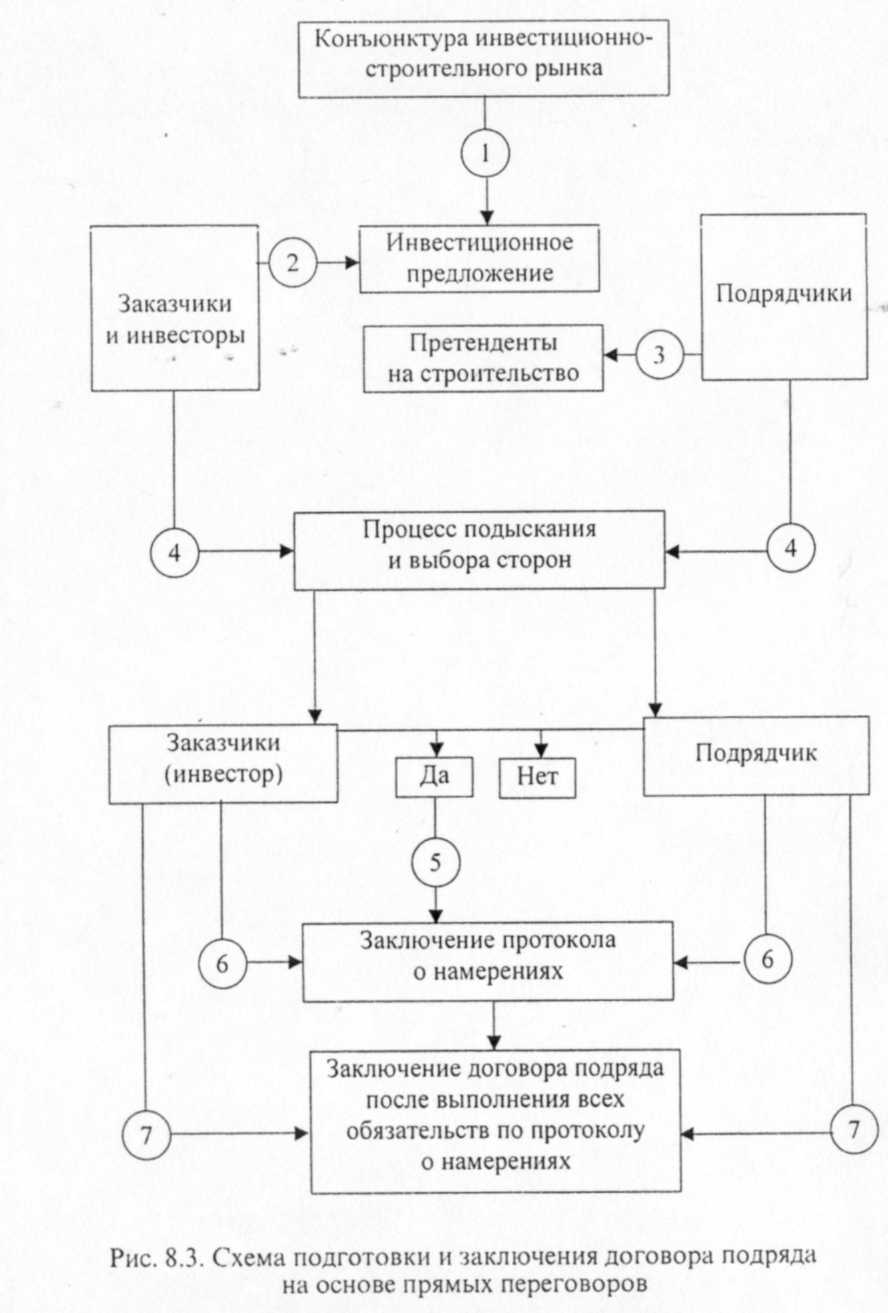 Конъюнктура инвестиционно-
строительного рынка
1
Инвестиционное
предложение
2
Заказчики
и инвесторы
Подрядчики
Претенденты
на строительство
3
Процесс подыскания
и выбора сторон
4
4
Заказчики
(инвестор)
Да
Нет
Подрядчик
5
Заключение протокола
о намерениях
6
6
Заключение договора подряда
после выполнения всех
обязательств по протоколу
о намерениях
7
7
Рис. 8.3. Схема подготовки и заключения договора подряда
на основе прямых переговоров